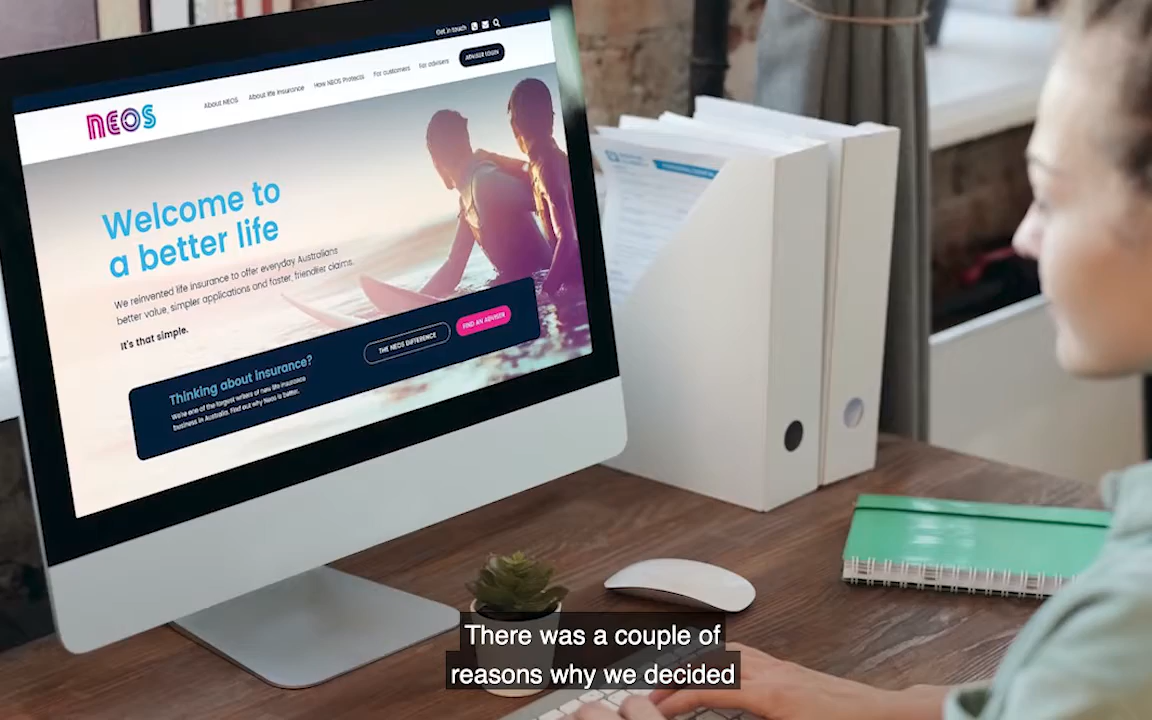 Get in touch
NEOS
About NEOS About life insurance How NEOS Protects For customers For advisers ADVISER LOGIN
Welcome to
a better life
We reinvented life insurance to offer everyday Australians
better value, simpler applications and faster, friendlier claims.
It's that simple.
Thinking about insurance?
We're one of the largest writers of new life insurance
business in Australia. Find out why Neos is better.
THE NEOS DIFFERENCE
FIND AN ADVISER
There was a couple of
reasons why we decided